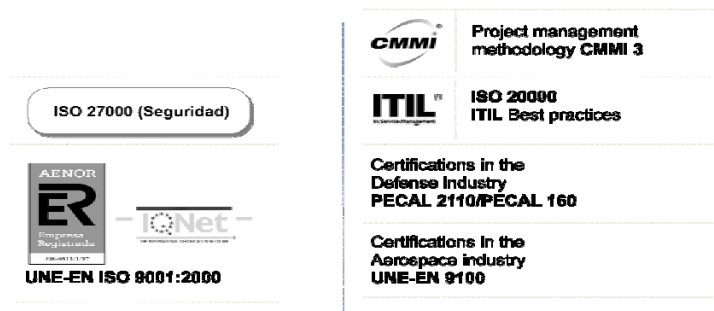 ISO 27000 (Seguridad)
AENOR
ER
Empresa
Registrada
IQNet
UNE-EN ISO 9001:2000
CMMI
Project management
methodology CMMI 3
ITIL
ISO 20000
ITIL Best practices
Certifications in the
Defense Industry
PECAL 2110/PECAL 160
Certifications in the
Aerospace industry
UNE-EN 9100